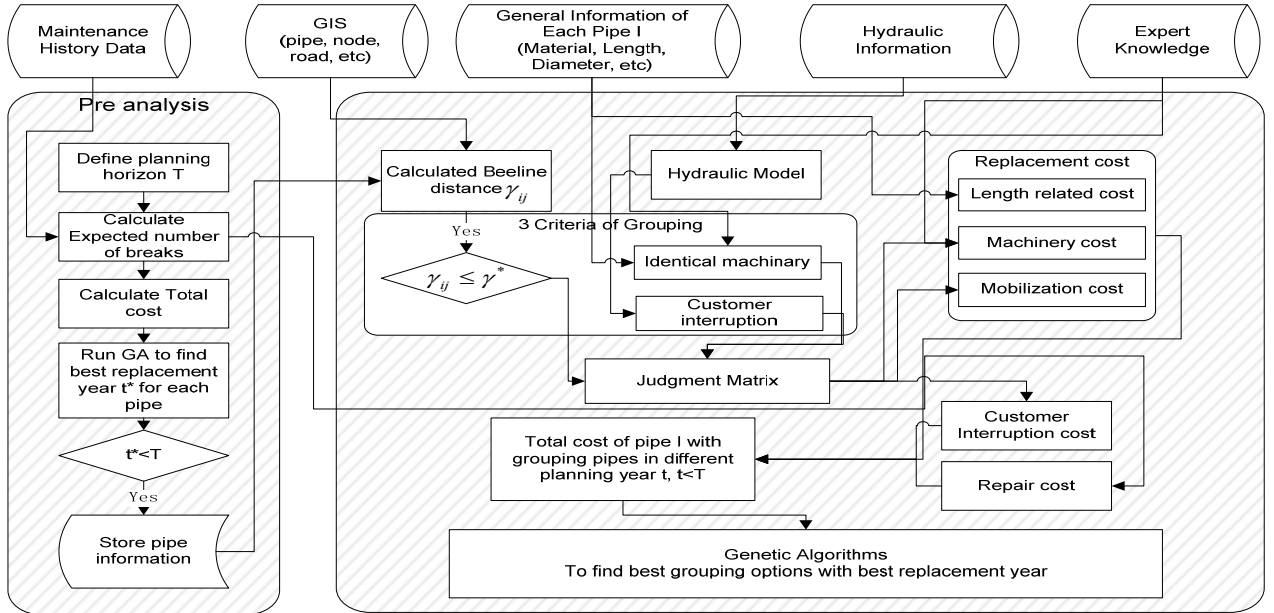 Maintenance
History Data
GIS
(pipe, node,
road, etc)
General Information of
Each Pipe I
(Material, Length,
Diameter, etc)
Hydraulic
Information
Expert
Knowledge
Pre analysis
Define planning
horizon T
Calculate
Expected number
of breaks
Calculate Total
cost
Run GA to find
best replacement
year t* for each
pipe
t*<T
Yes
Store pipe
information
Calculated Beeline
distance γij
Yes
3 Criteria of Grouping
γij ≤ γ*
Hydraulic Model
Identical machinary
Customer
interruption
Judgment Matrix
Replacement cost
Length related cost
Machinery cost
Mobilization cost
Customer
Interruption cost
Repair cost
Total cost of pipe I with
grouping pipes in different
planning year t, t<T
Genetic Algorithms
To find best grouping options with best replacement year